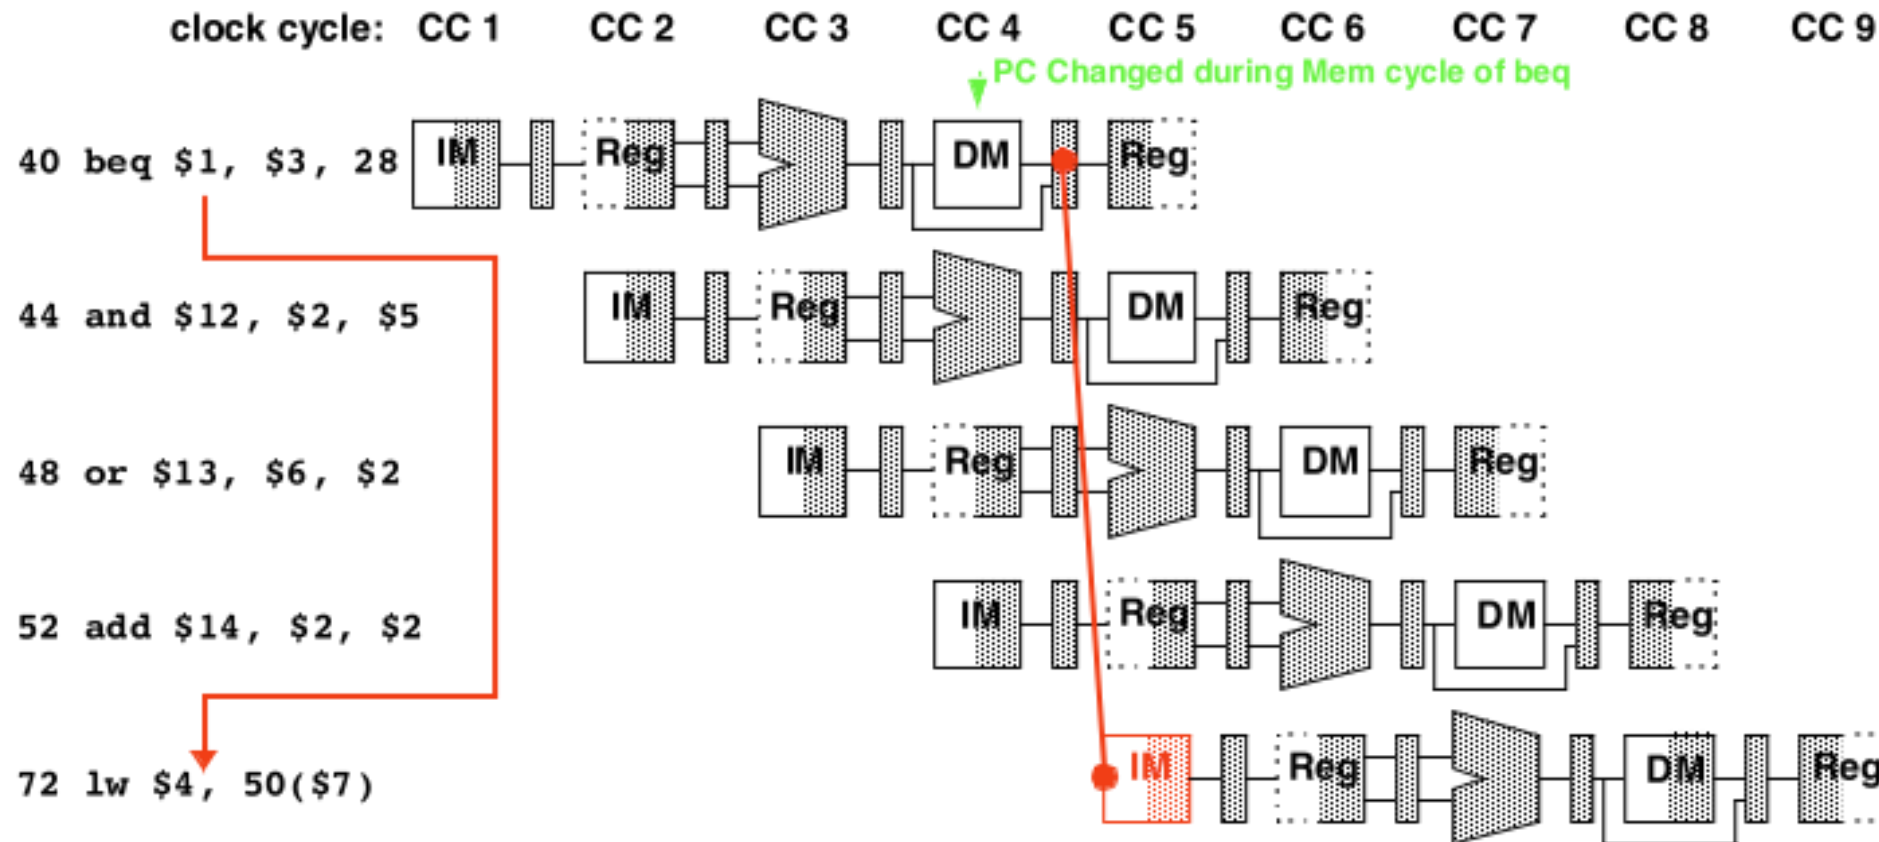 clock cycle: CC 1 CC 2 CC 3 CC 4 CC 5 CC 6 CC 7 CC 8 CC 9
PC Changed during Mem cycle of beq
40 beq $1, $3, 28 IM Reg DM Reg
44 and $12, $2, $5 IM Reg DM Reg
48 or $13, $6, $2 IM Reg DM Reg
52 add $14, $2, $2 IM Reg DM Reg
72 lw $4, 50($7) IM Reg DM Reg